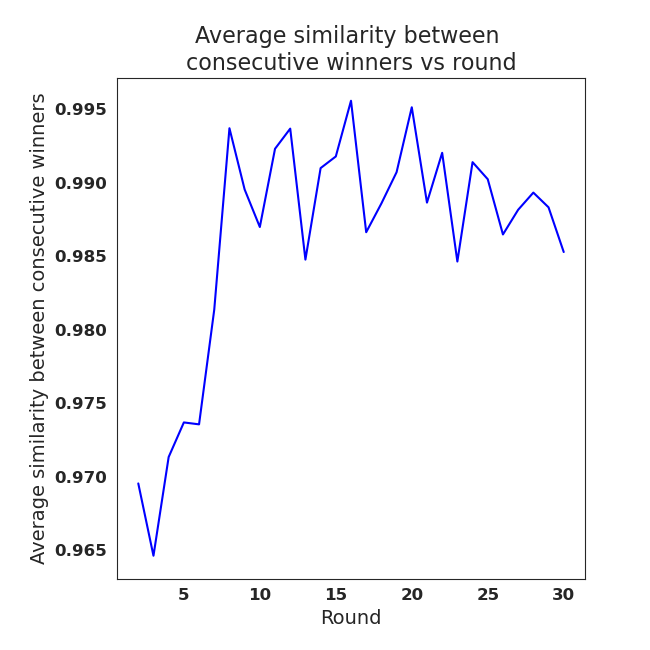 Average similarity between
consecutive winners vs round
Average similarity between consecutive winners
0.995
0.990
0.985
0.980
0.975
0.970
0.965
5 10 15 20 25 30
Round